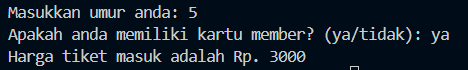 Masukkan umur anda: 5
Apakah anda memiliki kartu member? (ya/tidak): ya
Harga tiket masuk adalah Rp. 3000